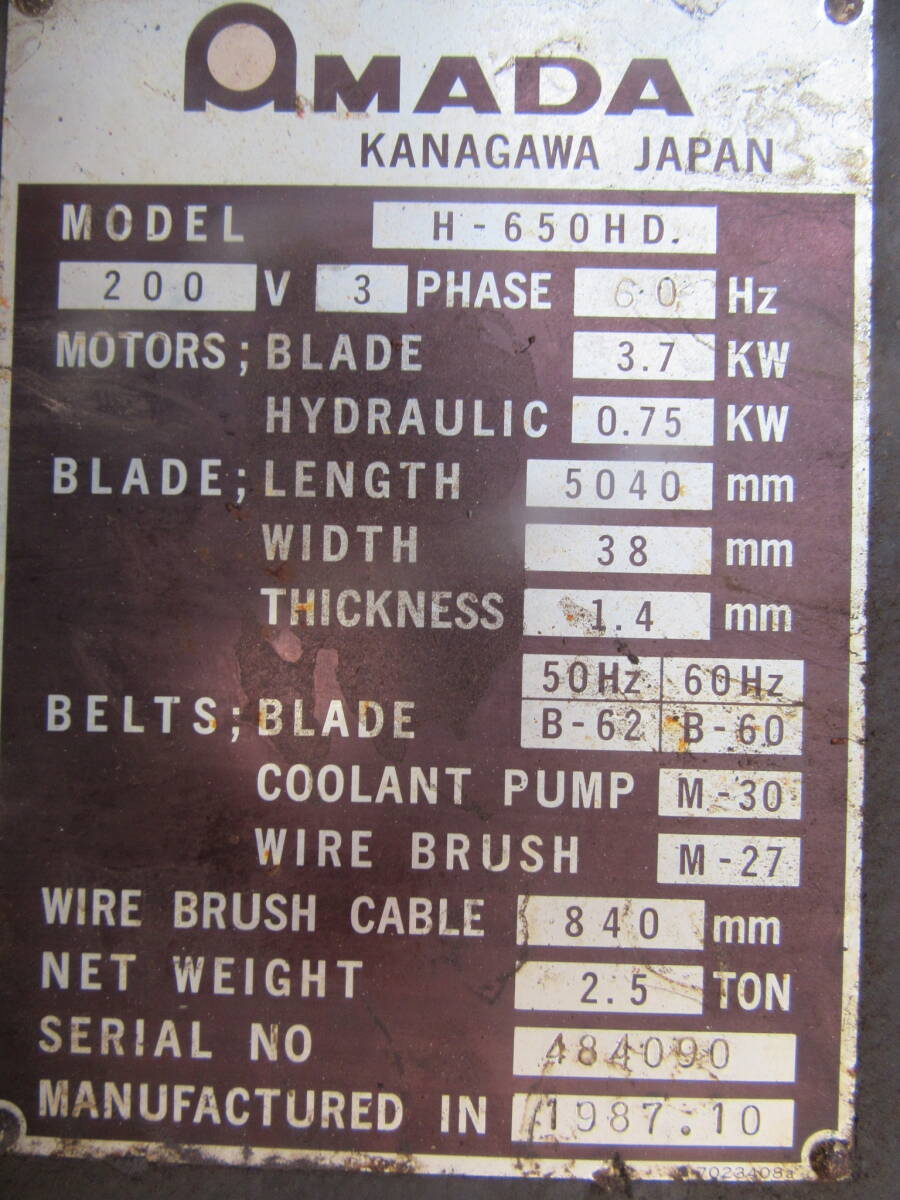 AMADA
KANAGAWA JAPAN
MODEL H-650HD.
200 V 3 PHASE 60 Hz
MOTORS; BLADE 3.7 KW
HYDRAULIC 0.75 KW
BLADE; LENGTH 5040 mm
WIDTH 38 mm
THICKNESS 1.4 mm
50Hz 60Hz
BELTS; BLADE B-62 B-60
COOLANT PUMP M-30
WIRE BRUSH M-27
WIRE BRUSH CABLE 840 mm
NET WEIGHT 2.5 TON
SERIAL NO 484090
MANUFACTURED IN 1987.10